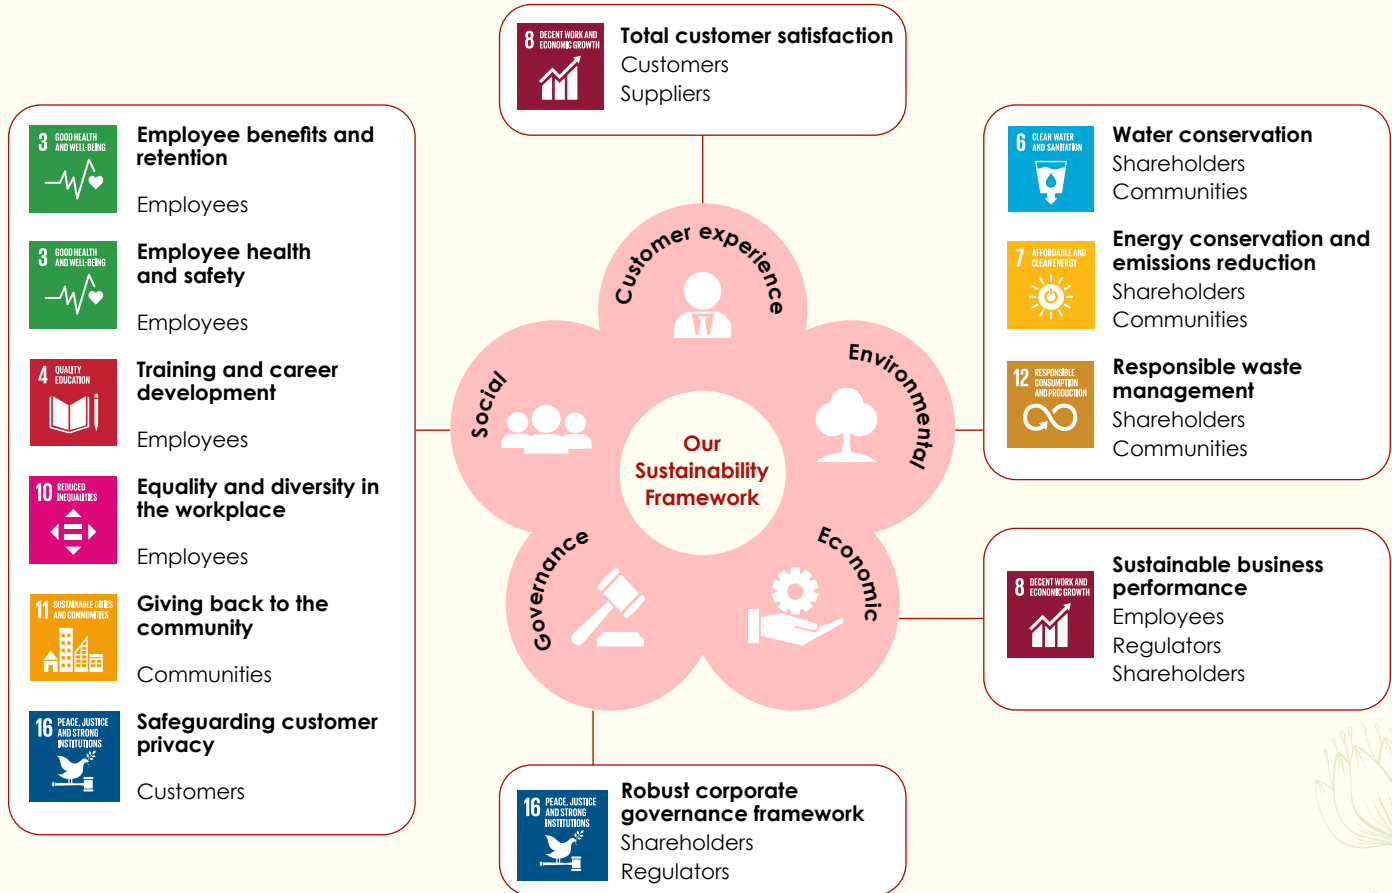 8 DECENT WORK AND
ECONOMIC GROWTH
Total customer satisfaction
Customers
Suppliers
3 GOOD HEALTH
AND WELL-BEING
Employee benefits and
retention
Employees
3 GOOD HEALTH
AND WELL-BEING
Employee health
and safety
Employees
4 QUALITY
EDUCATION
Training and career
development
Employees
10 REDUCED
INEQUALITIES
Equality and diversity in
the workplace
Employees
11 SUSTAINABLE CITIES
AND COMMUNITIES
Giving back to the
community
Communities
16 PEACE, JUSTICE
AND STRONG
INSTITUTIONS
Safeguarding customer
privacy
Customers
Customer experience
Social
Environmental
Our
Sustainability
Framework
Governance
Economic
6 CLEAN WATER
AND SANITATION
Water conservation
Shareholders
Communities
7 AFFORDABLE AND
CLEAN ENERGY
Energy conservation and
emissions reduction
Shareholders
Communities
12 RESPONSIBLE
CONSUMPTION
AND PRODUCTION
Responsible waste
management
Shareholders
Communities
8 DECENT WORK AND
ECONOMIC GROWTH
Sustainable business
performance
Employees
Regulators
Shareholders
16 PEACE, JUSTICE
AND STRONG
INSTITUTIONS
Robust corporate
governance framework
Shareholders
Regulators